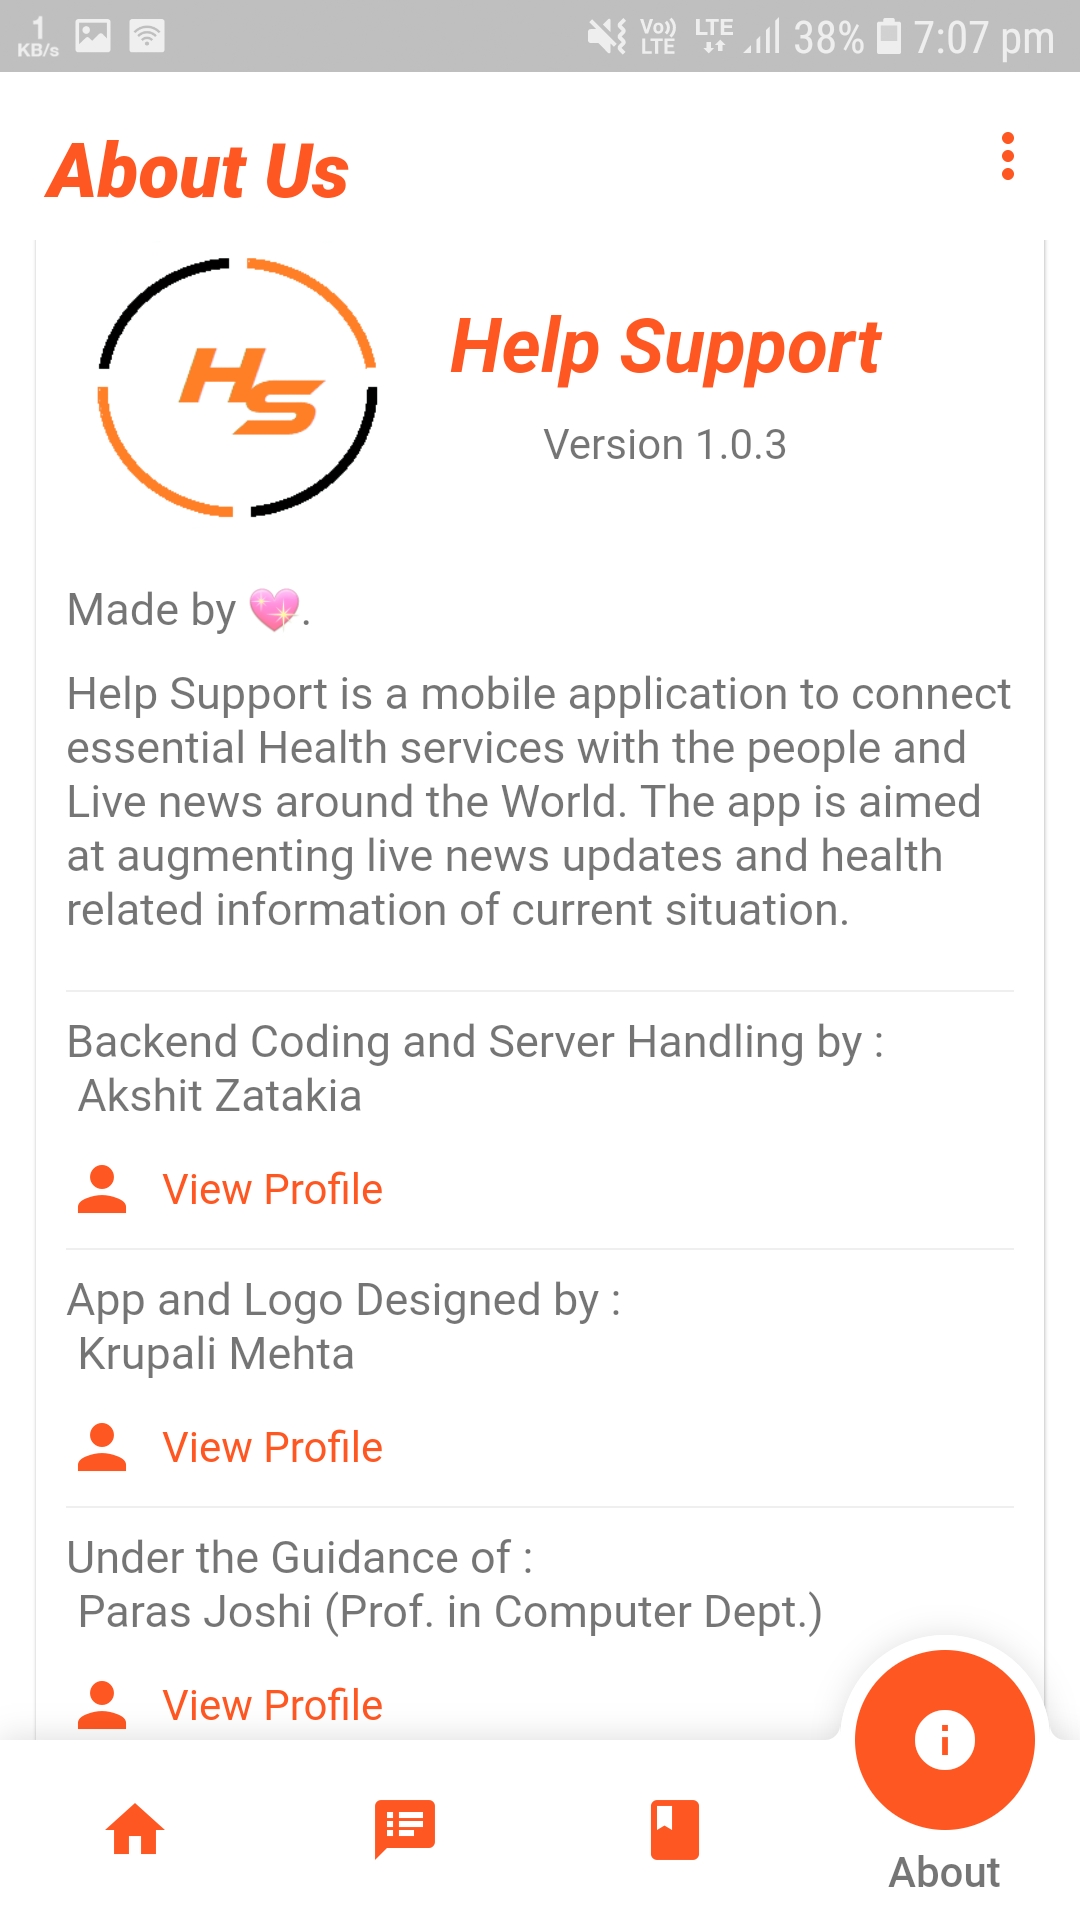 1
KB/s
Vo))
LTE
LTE
38%
7:07 pm
About Us
HS
Help Support
Version 1.0.3
Made by 💖.
Help Support is a mobile application to connect
essential Health services with the people and
Live news around the World. The app is aimed
at augmenting live news updates and health
related information of current situation.
Backend Coding and Server Handling by :
Akshit Zatakia
View Profile
App and Logo Designed by :
Krupali Mehta
View Profile
Under the Guidance of :
Paras Joshi (Prof. in Computer Dept.)
View Profile
About